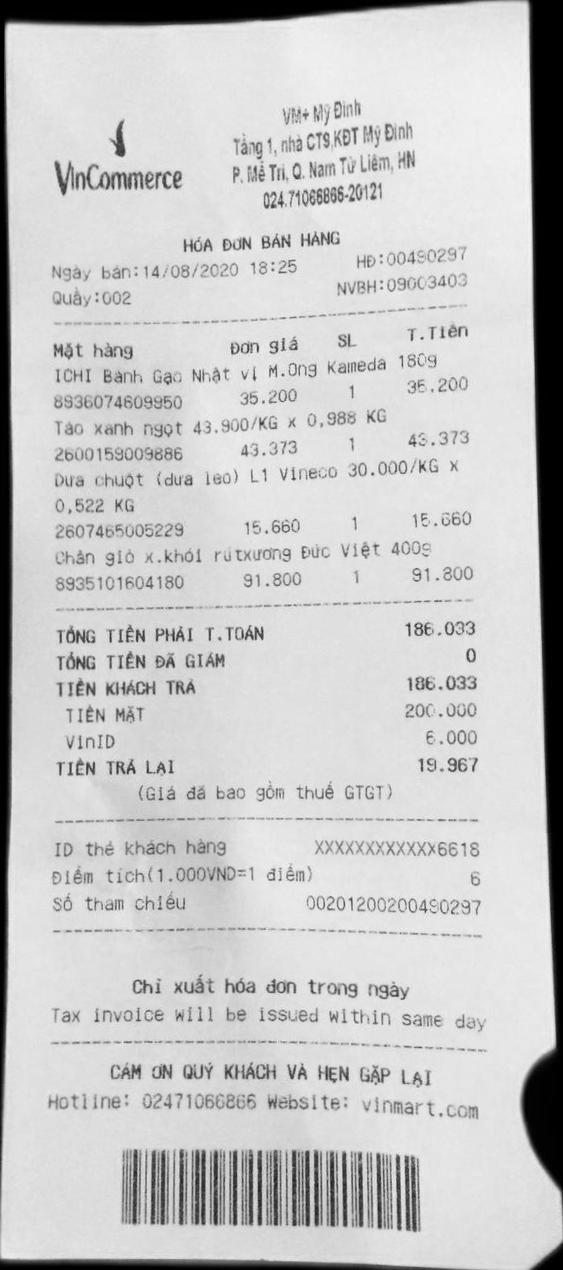 VinCommerce
VM+ Mỹ Đình
Tầng 1, nhà CT9,KĐT Mỹ Đình
P. Mễ Trì, Q. Nam Từ Liêm, HN
024.71066866-20121
HÓA ĐƠN BÁN HÀNG
Ngày bán:14/08/2020 18:25 HĐ:00490297
Quầy:002 NVBH:09003403
Mặt hàng Đơn giá SL T.Tiền
ICHI Bánh Gạo Nhật vị M.Ong Kameda 180g
8936074609950 35.200 1 35.200
Táo xanh ngọt 43.900/KG x 0,988 KG
2600159009886 43.373 1 43.373
Dưa chuột (dưa leo) L1 Vineco 30.000/KG x
0,522 KG
2607465005229 15.660 1 15.660
Chân giò x.khói rútxương Đức Việt 400g
8935101604180 91.800 1 91.800
TỔNG TIỀN PHẢI T.TOÁN 186.033
TỔNG TIỀN ĐÃ GIẢM 0
TIỀN KHÁCH TRẢ 186.033
TIỀN MẶT 200.000
VinID 6.000
TIỀN TRẢ LẠI 19.967
(Giá đã bao gồm thuế GTGT)
ID thẻ khách hàng XXXXXXXXXXXX6618
Điểm tích(1.000VND=1 điểm) 6
Số tham chiếu 00201200200490297
Chỉ xuất hóa đơn trong ngày
Tax invoice will be issued within same day
CẢM ƠN QUÝ KHÁCH VÀ HẸN GẶP LẠI
Hotline: 02471066866 Website: vinmart.com